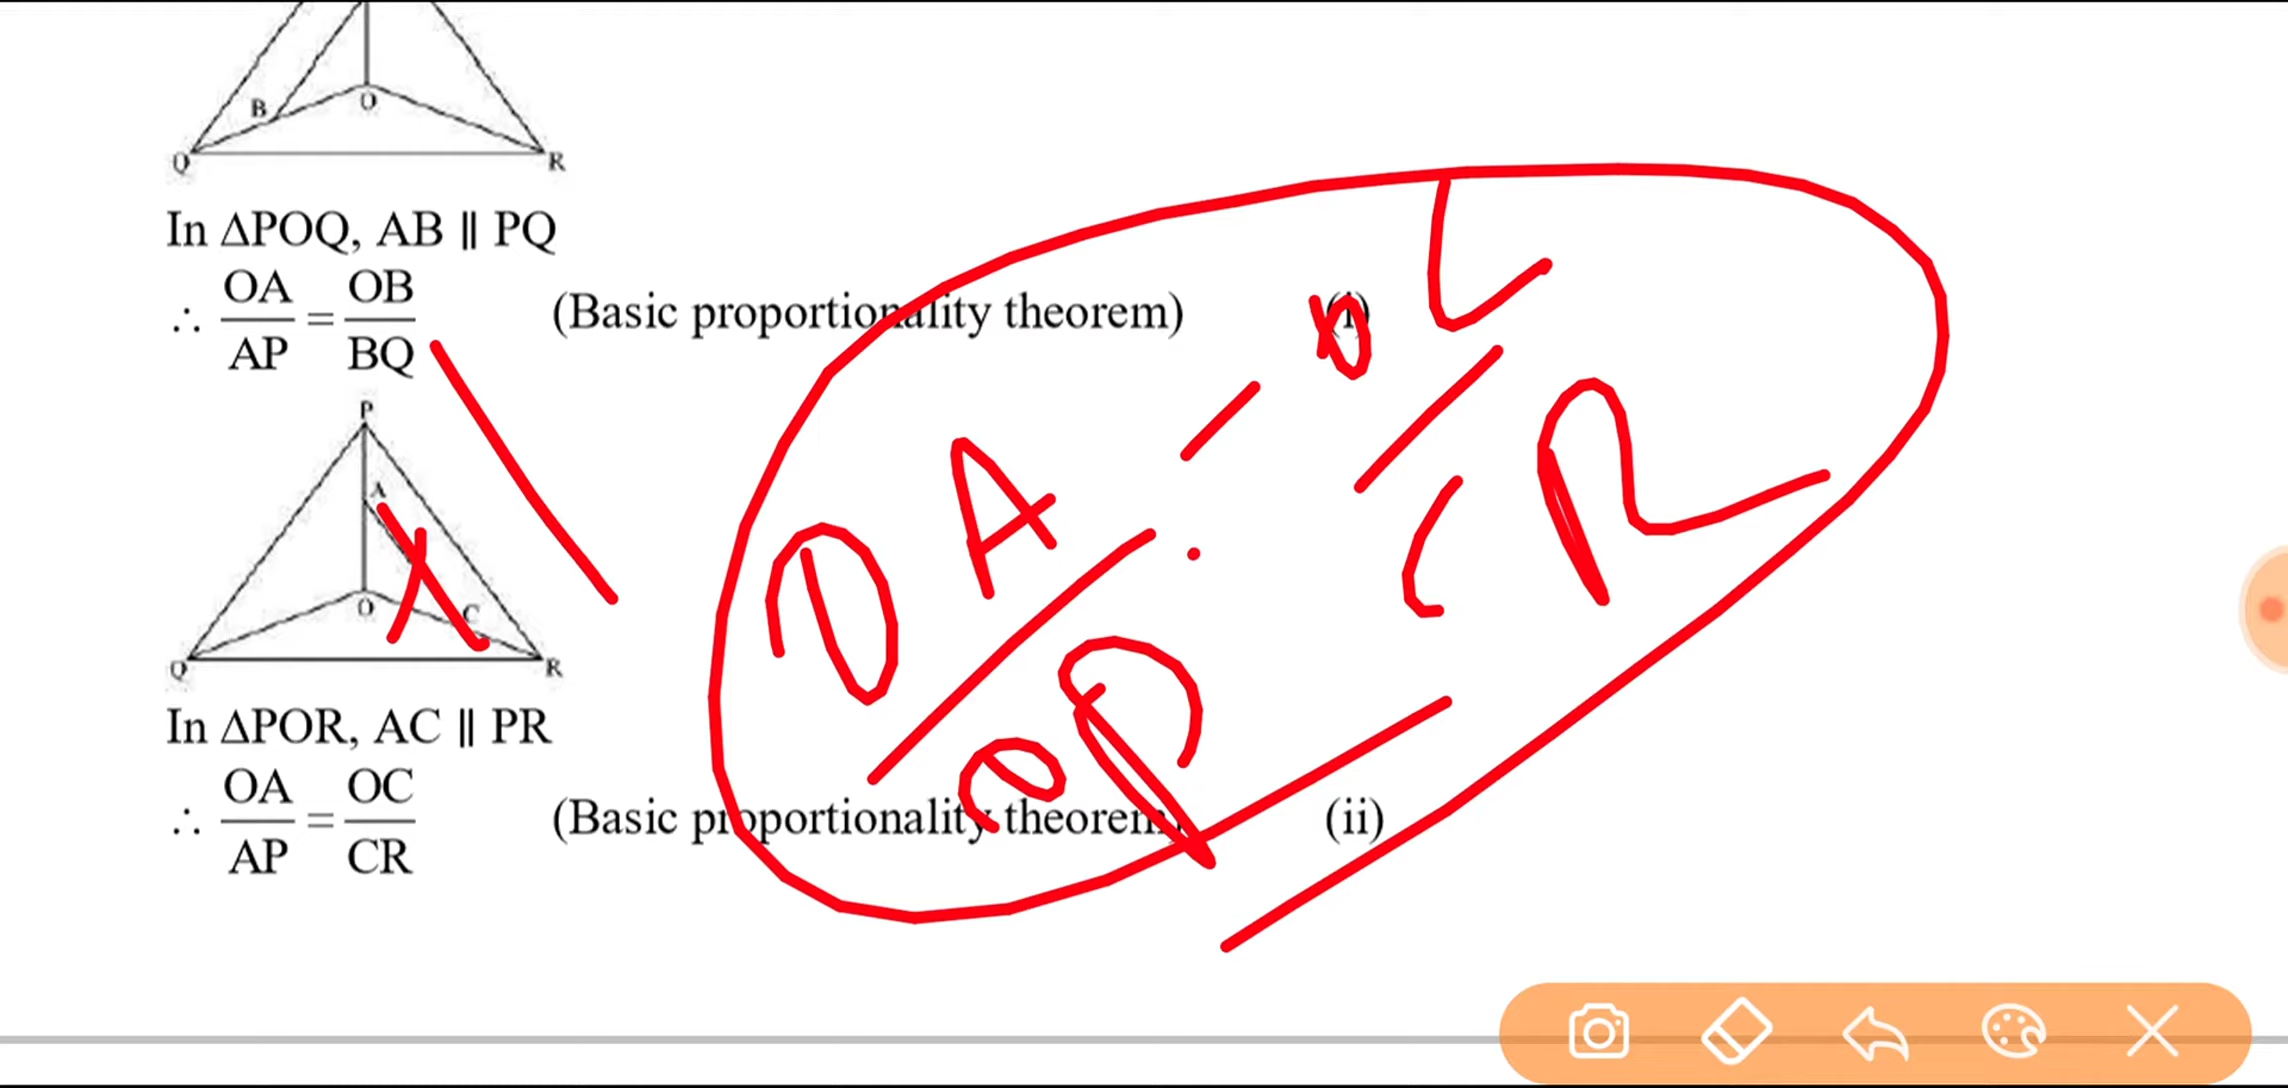 B
O
Q R
In ΔPOQ, AB ∥ PQ
∴ OA/AP = OB/BQ (Basic proportionality theorem) (i)
P
A
O
C
Q R
In ΔPOR, AC ∥ PR
∴ OA/AP = OC/CR (Basic proportionality theorem) (ii)
OA = OC
CR